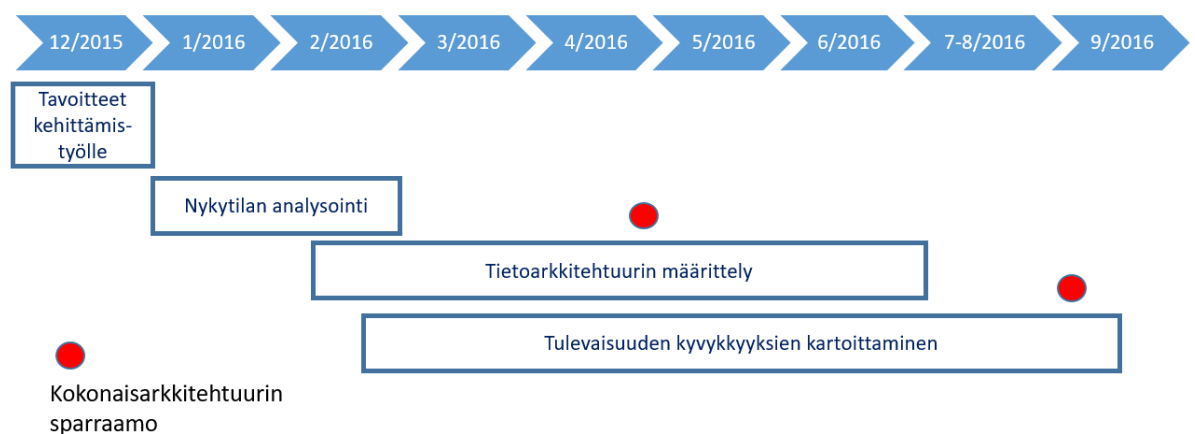 12/2015
1/2016
2/2016
3/2016
4/2016
5/2016
6/2016
7-8/2016
9/2016
Tavoitteet
kehittämis-
työlle
Nykytilan analysointi
Tietoarkkitehtuurin määrittely
Tulevaisuuden kyvykkyyksien kartoittaminen
Kokonaisarkkitehtuurin
sparraamo